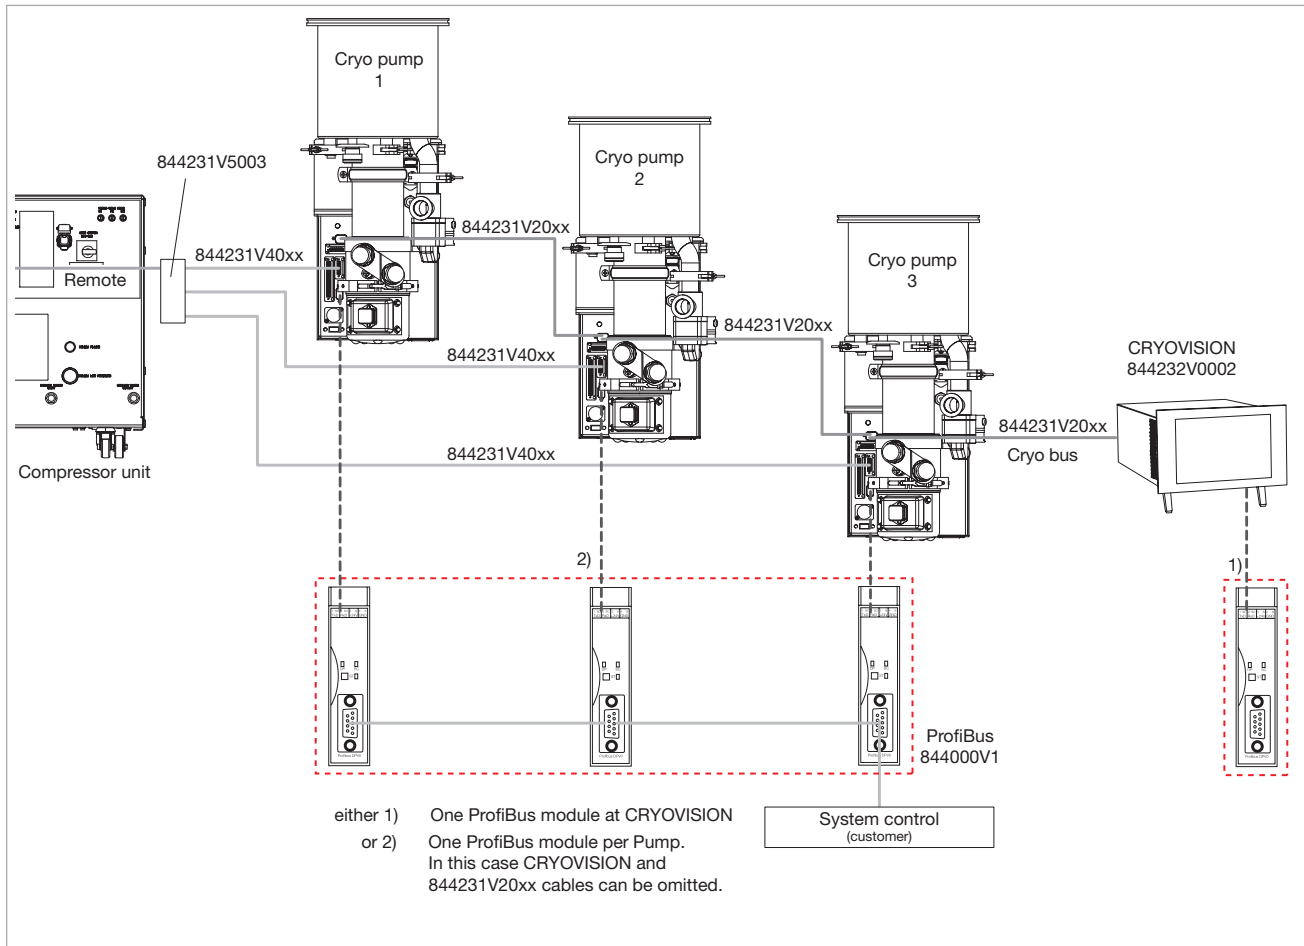 Cryo pump
1
Cryo pump
2
Cryo pump
3
844231V5003
844231V20xx
844231V40xx
Remote
844231V20xx
844231V40xx
CRYOVISION
844232V0002
844231V20xx
Cryo bus
844231V40xx
Compressor unit
2)
1)
ProfiBus
844000V1
either 1) One ProfiBus module at CRYOVISION
or 2) One ProfiBus module per Pump.
In this case CRYOVISION and
844231V20xx cables can be omitted.
System control
(customer)